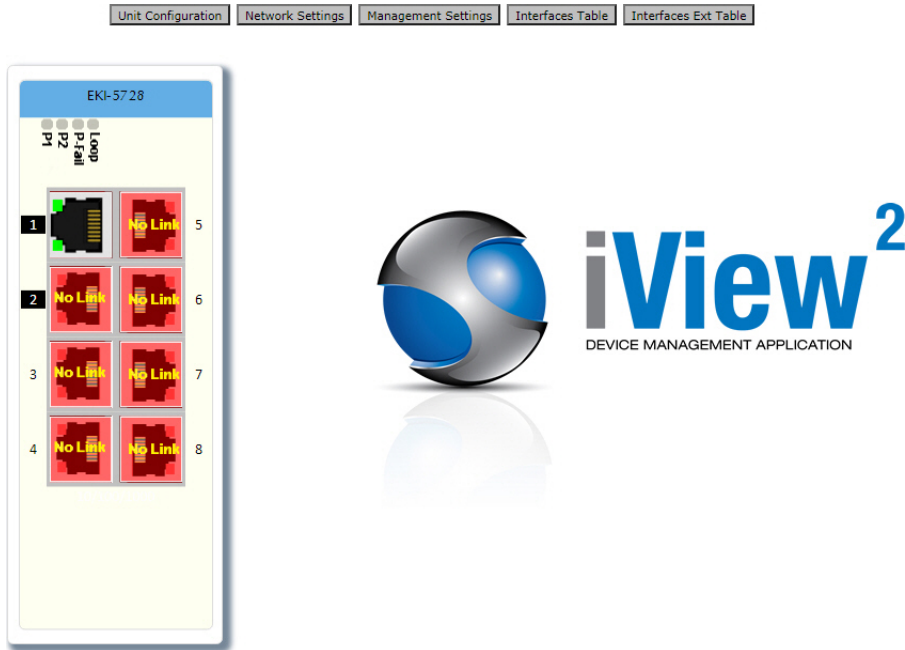 Unit Configuration Network Settings Management Settings Interfaces Table Interfaces Ext Table
EKI-5728
P1 P2 P-Fail Loop
1 No Link 5
2 No Link No Link 6
3 No Link No Link 7
4 No Link No Link 8
iView²
DEVICE MANAGEMENT APPLICATION